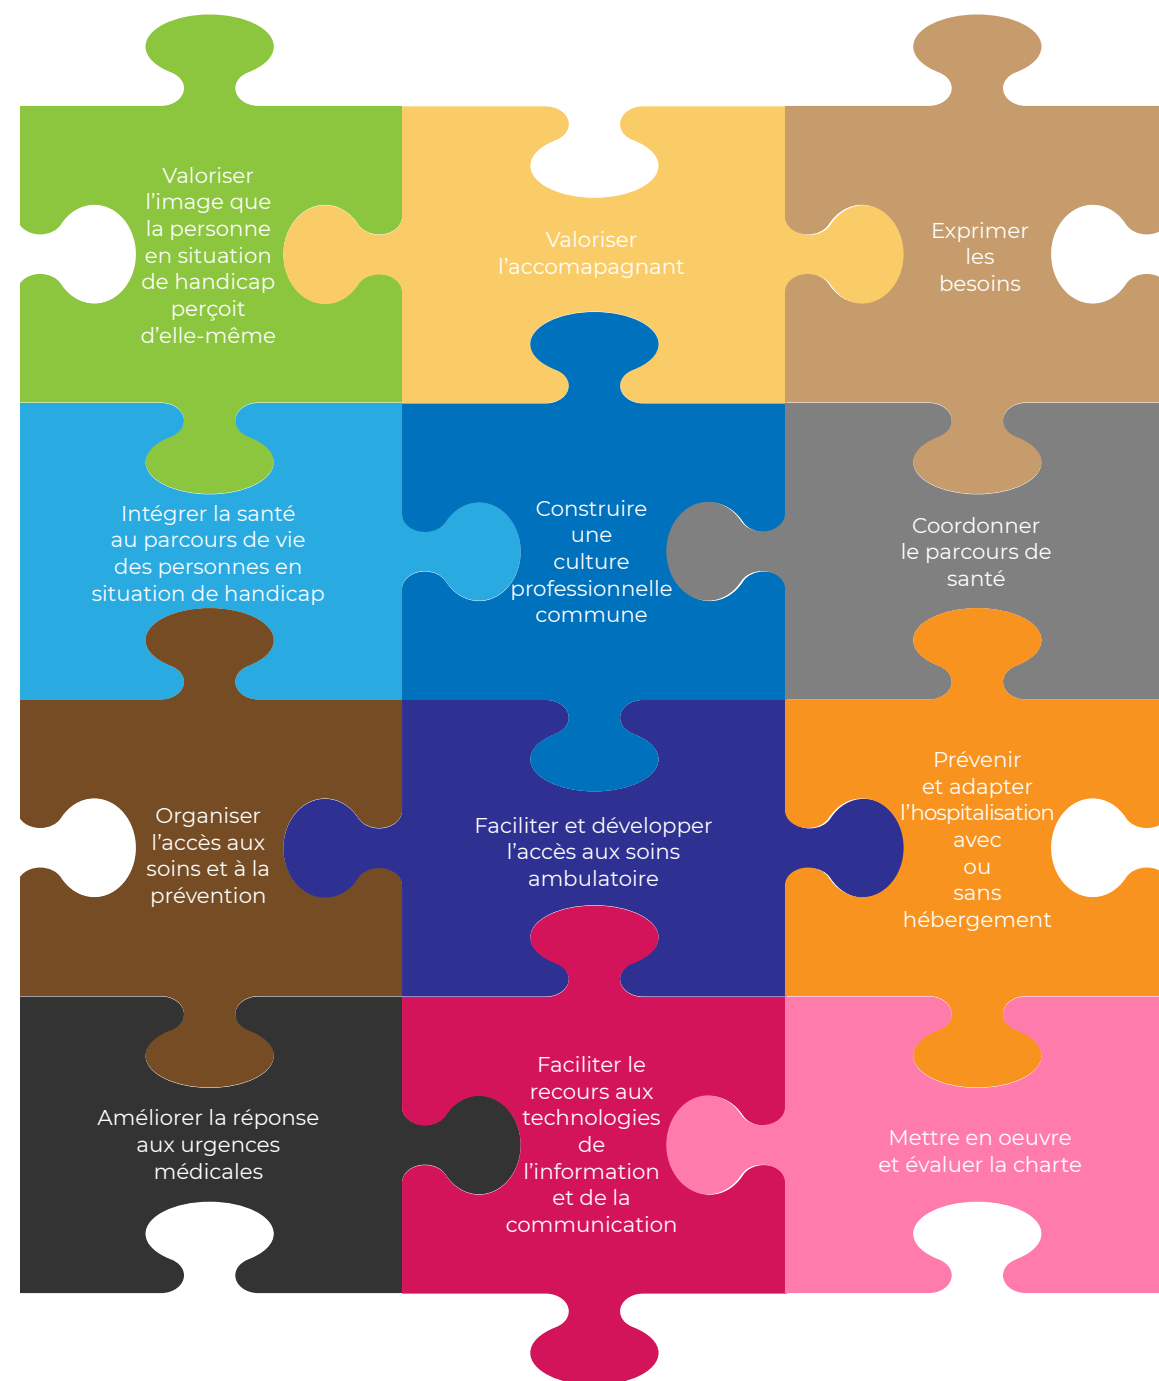 Valoriser
l'image que
la personne
en situation
de handicap
perçoit
d'elle-même
Valoriser
l'accomapagnant
Exprimer
les
besoins
Intégrer la santé
au parcours de vie
des personnes en
situation de handicap
Construire
une
culture
professionnelle
commune
Coordonner
le parcours de
santé
Organiser
l'accès aux
soins et à la
prévention
Faciliter et développer
l'accès aux soins
ambulatoire
Prévenir
et adapter
l'hospitalisation
avec
ou
sans
hébergement
Améliorer la réponse
aux urgences
médicales
Faciliter le
recours aux
technologies
de
l'information
et de la
communication
Mettre en oeuvre
et évaluer la charte